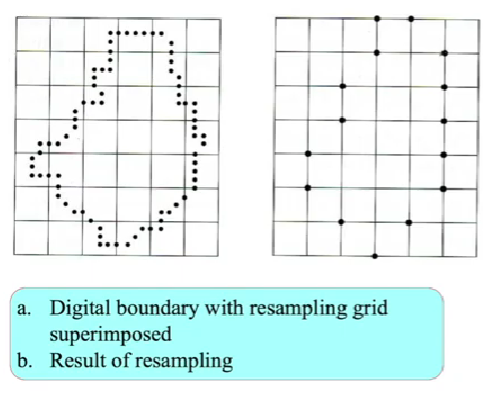 a. Digital boundary with resampling grid
superimposed
b. Result of resampling